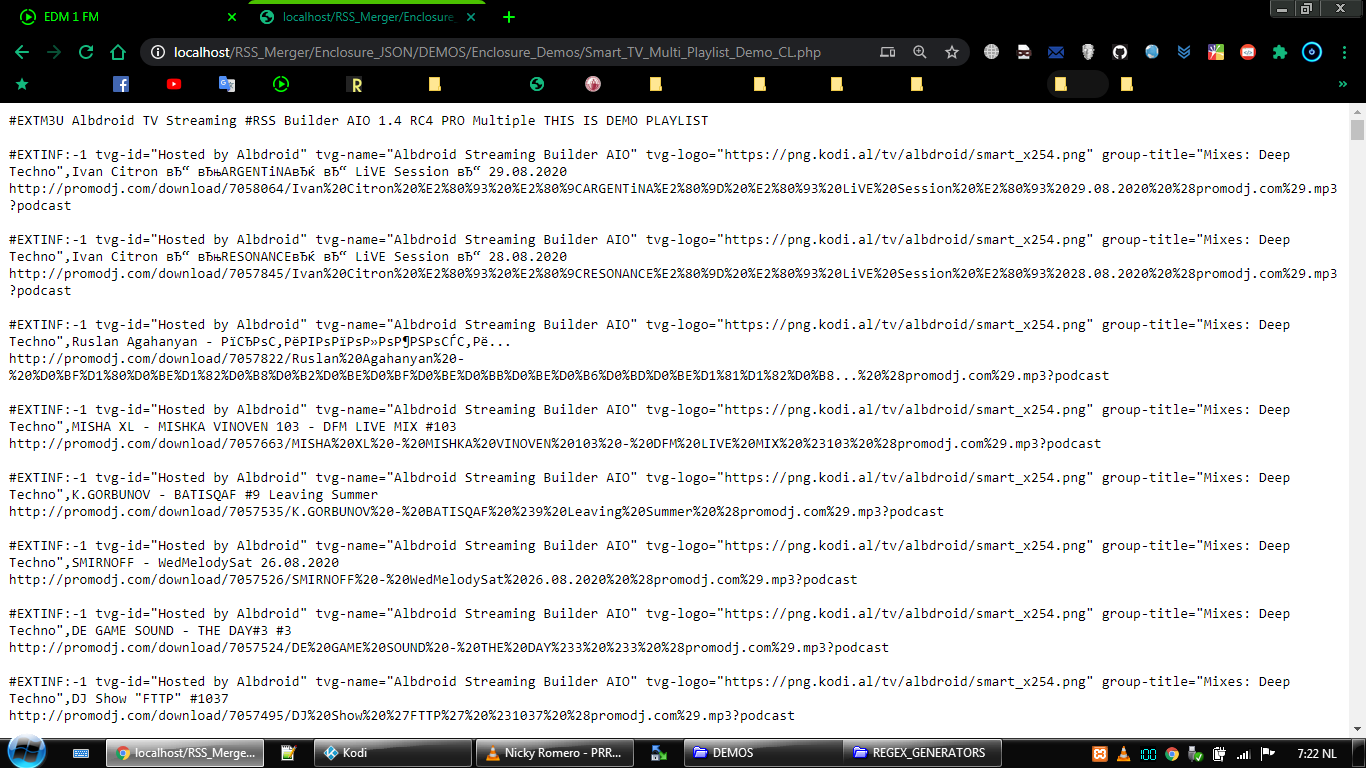 EDM 1 FM
localhost/RSS_Merger/Enclosure
localhost/RSS_Merger/Enclosure_JSON/DEMOS/Enclosure_Demos/Smart_TV_Multi_Playlist_Demo_CL.php
#EXTM3U Albdroid TV Streaming #RSS Builder AIO 1.4 RC4 PRO Multiple THIS IS DEMO PLAYLIST
#EXTINF:-1 tvg-id="Hosted by Albdroid" tvg-name="Albdroid Streaming Builder AIO" tvg-logo="https://png.kodi.al/tv/albdroid/smart_x254.png" group-title="Mixes: Deep
Techno",Ivan Citron вЂ“ вЂњARGENTiNAвЂќ вЂ“ LiVE Session вЂ“ 29.08.2020
http://promodj.com/download/7058064/Ivan%20Citron%20%E2%80%93%20%E2%80%9CARGENTiNA%E2%80%9D%20%E2%80%93%20LiVE%20Session%20%E2%80%93%2029.08.2020%20%28promodj.com%29.mp3
?podcast
#EXTINF:-1 tvg-id="Hosted by Albdroid" tvg-name="Albdroid Streaming Builder AIO" tvg-logo="https://png.kodi.al/tv/albdroid/smart_x254.png" group-title="Mixes: Deep
Techno",Ivan Citron вЂ“ вЂњRESONANCEвЂќ вЂ“ LiVE Session вЂ“ 28.08.2020
http://promodj.com/download/7057845/Ivan%20Citron%20%E2%80%93%20%E2%80%9CRESONANCE%E2%80%9D%20%E2%80%93%20LiVE%20Session%20%E2%80%93%2028.08.2020%20%28promodj.com%29.mp3
?podcast
#EXTINF:-1 tvg-id="Hosted by Albdroid" tvg-name="Albdroid Streaming Builder AIO" tvg-logo="https://png.kodi.al/tv/albdroid/smart_x254.png" group-title="Mixes: Deep
Techno",Ruslan Agahanyan - РїСЂРѕС‚РёРІРѕРїРѕР»РѕР¶РЅРѕСЃС‚Рё...
http://promodj.com/download/7057822/Ruslan%20Agahanyan%20-
%20%D0%BF%D1%80%D0%BE%D1%82%D0%B8%D0%B2%D0%BE%D0%BF%D0%BE%D0%BB%D0%BE%D0%B6%D0%BD%D0%BE%D1%81%D1%82%D0%B8...%20%28promodj.com%29.mp3?podcast
#EXTINF:-1 tvg-id="Hosted by Albdroid" tvg-name="Albdroid Streaming Builder AIO" tvg-logo="https://png.kodi.al/tv/albdroid/smart_x254.png" group-title="Mixes: Deep
Techno",MISHA XL - MISHKA VINOVEN 103 - DFM LIVE MIX #103
http://promodj.com/download/7057663/MISHA%20XL%20-%20MISHKA%20VINOVEN%20103%20-%20DFM%20LIVE%20MIX%20%23103%20%28promodj.com%29.mp3?podcast
#EXTINF:-1 tvg-id="Hosted by Albdroid" tvg-name="Albdroid Streaming Builder AIO" tvg-logo="https://png.kodi.al/tv/albdroid/smart_x254.png" group-title="Mixes: Deep
Techno",K.GORBUNOV - BATISQAF #9 Leaving Summer
http://promodj.com/download/7057535/K.GORBUNOV%20-%20BATISQAF%20%239%20Leaving%20Summer%20%28promodj.com%29.mp3?podcast
#EXTINF:-1 tvg-id="Hosted by Albdroid" tvg-name="Albdroid Streaming Builder AIO" tvg-logo="https://png.kodi.al/tv/albdroid/smart_x254.png" group-title="Mixes: Deep
Techno",SMIRNOFF - WedMelodySat 26.08.2020
http://promodj.com/download/7057526/SMIRNOFF%20-%20WedMelodySat%2026.08.2020%20%28promodj.com%29.mp3?podcast
#EXTINF:-1 tvg-id="Hosted by Albdroid" tvg-name="Albdroid Streaming Builder AIO" tvg-logo="https://png.kodi.al/tv/albdroid/smart_x254.png" group-title="Mixes: Deep
Techno",DE GAME SOUND - THE DAY#3 #3
http://promodj.com/download/7057524/DE%20GAME%20SOUND%20-%20THE%20DAY%233%20%233%20%28promodj.com%29.mp3?podcast
#EXTINF:-1 tvg-id="Hosted by Albdroid" tvg-name="Albdroid Streaming Builder AIO" tvg-logo="https://png.kodi.al/tv/albdroid/smart_x254.png" group-title="Mixes: Deep
Techno",DJ Show "FTTP" #1037
http://promodj.com/download/7057495/DJ%20Show%20%27FTTP%27%20%231037%20%28promodj.com%29.mp3?podcast
localhost/RSS_Merge...
Kodi
Nicky Romero - PRR...
DEMOS
REGEX_GENERATORS
7:22 NL